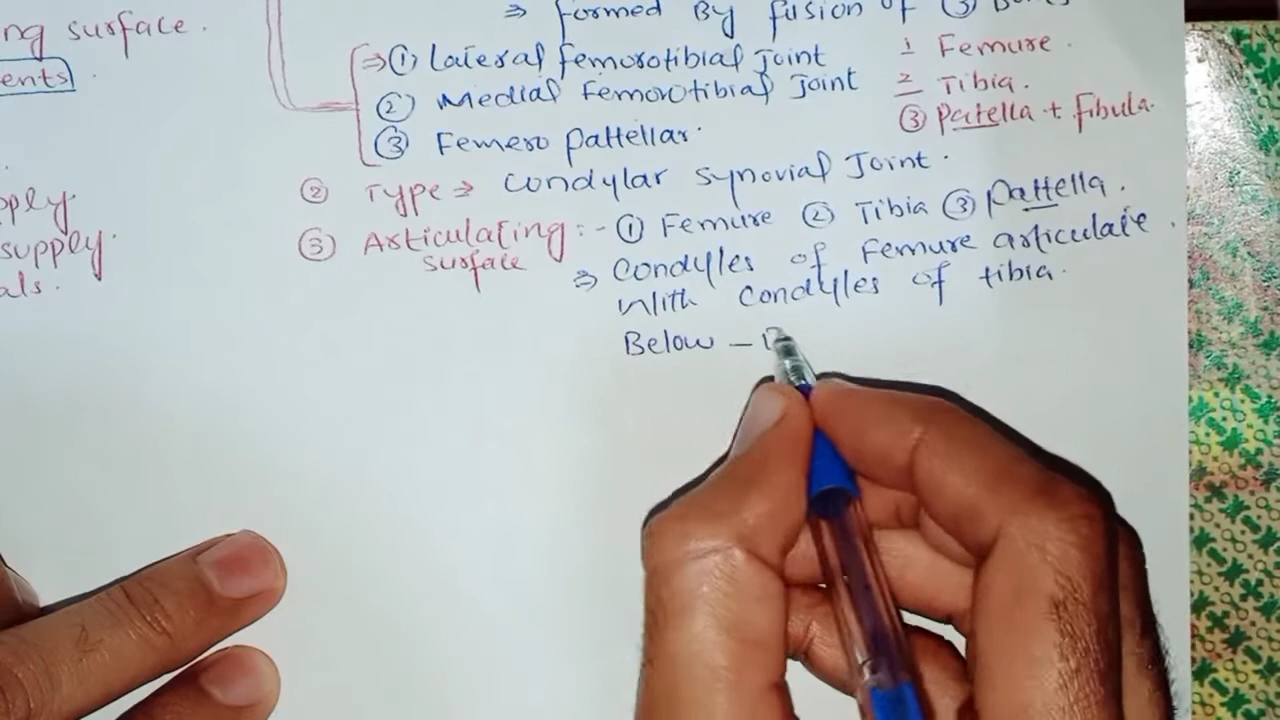 ng surface.
ents
pply
supply.
als.
⇒ formed By fusion of ③
⇒① Lateral femorotibial Joint
② Medial Femorotibial Joint
③ Femero pattellar.
1 Femure.
2 Tibia.
③ Patella + fibula.
② Type ⇒ condylar synovial Joint.
③ Articulating surface :- ① Femure ② Tibia ③ Pattella.
⇒ condyles of Femure articulate
with condyles of tibia.
Below –